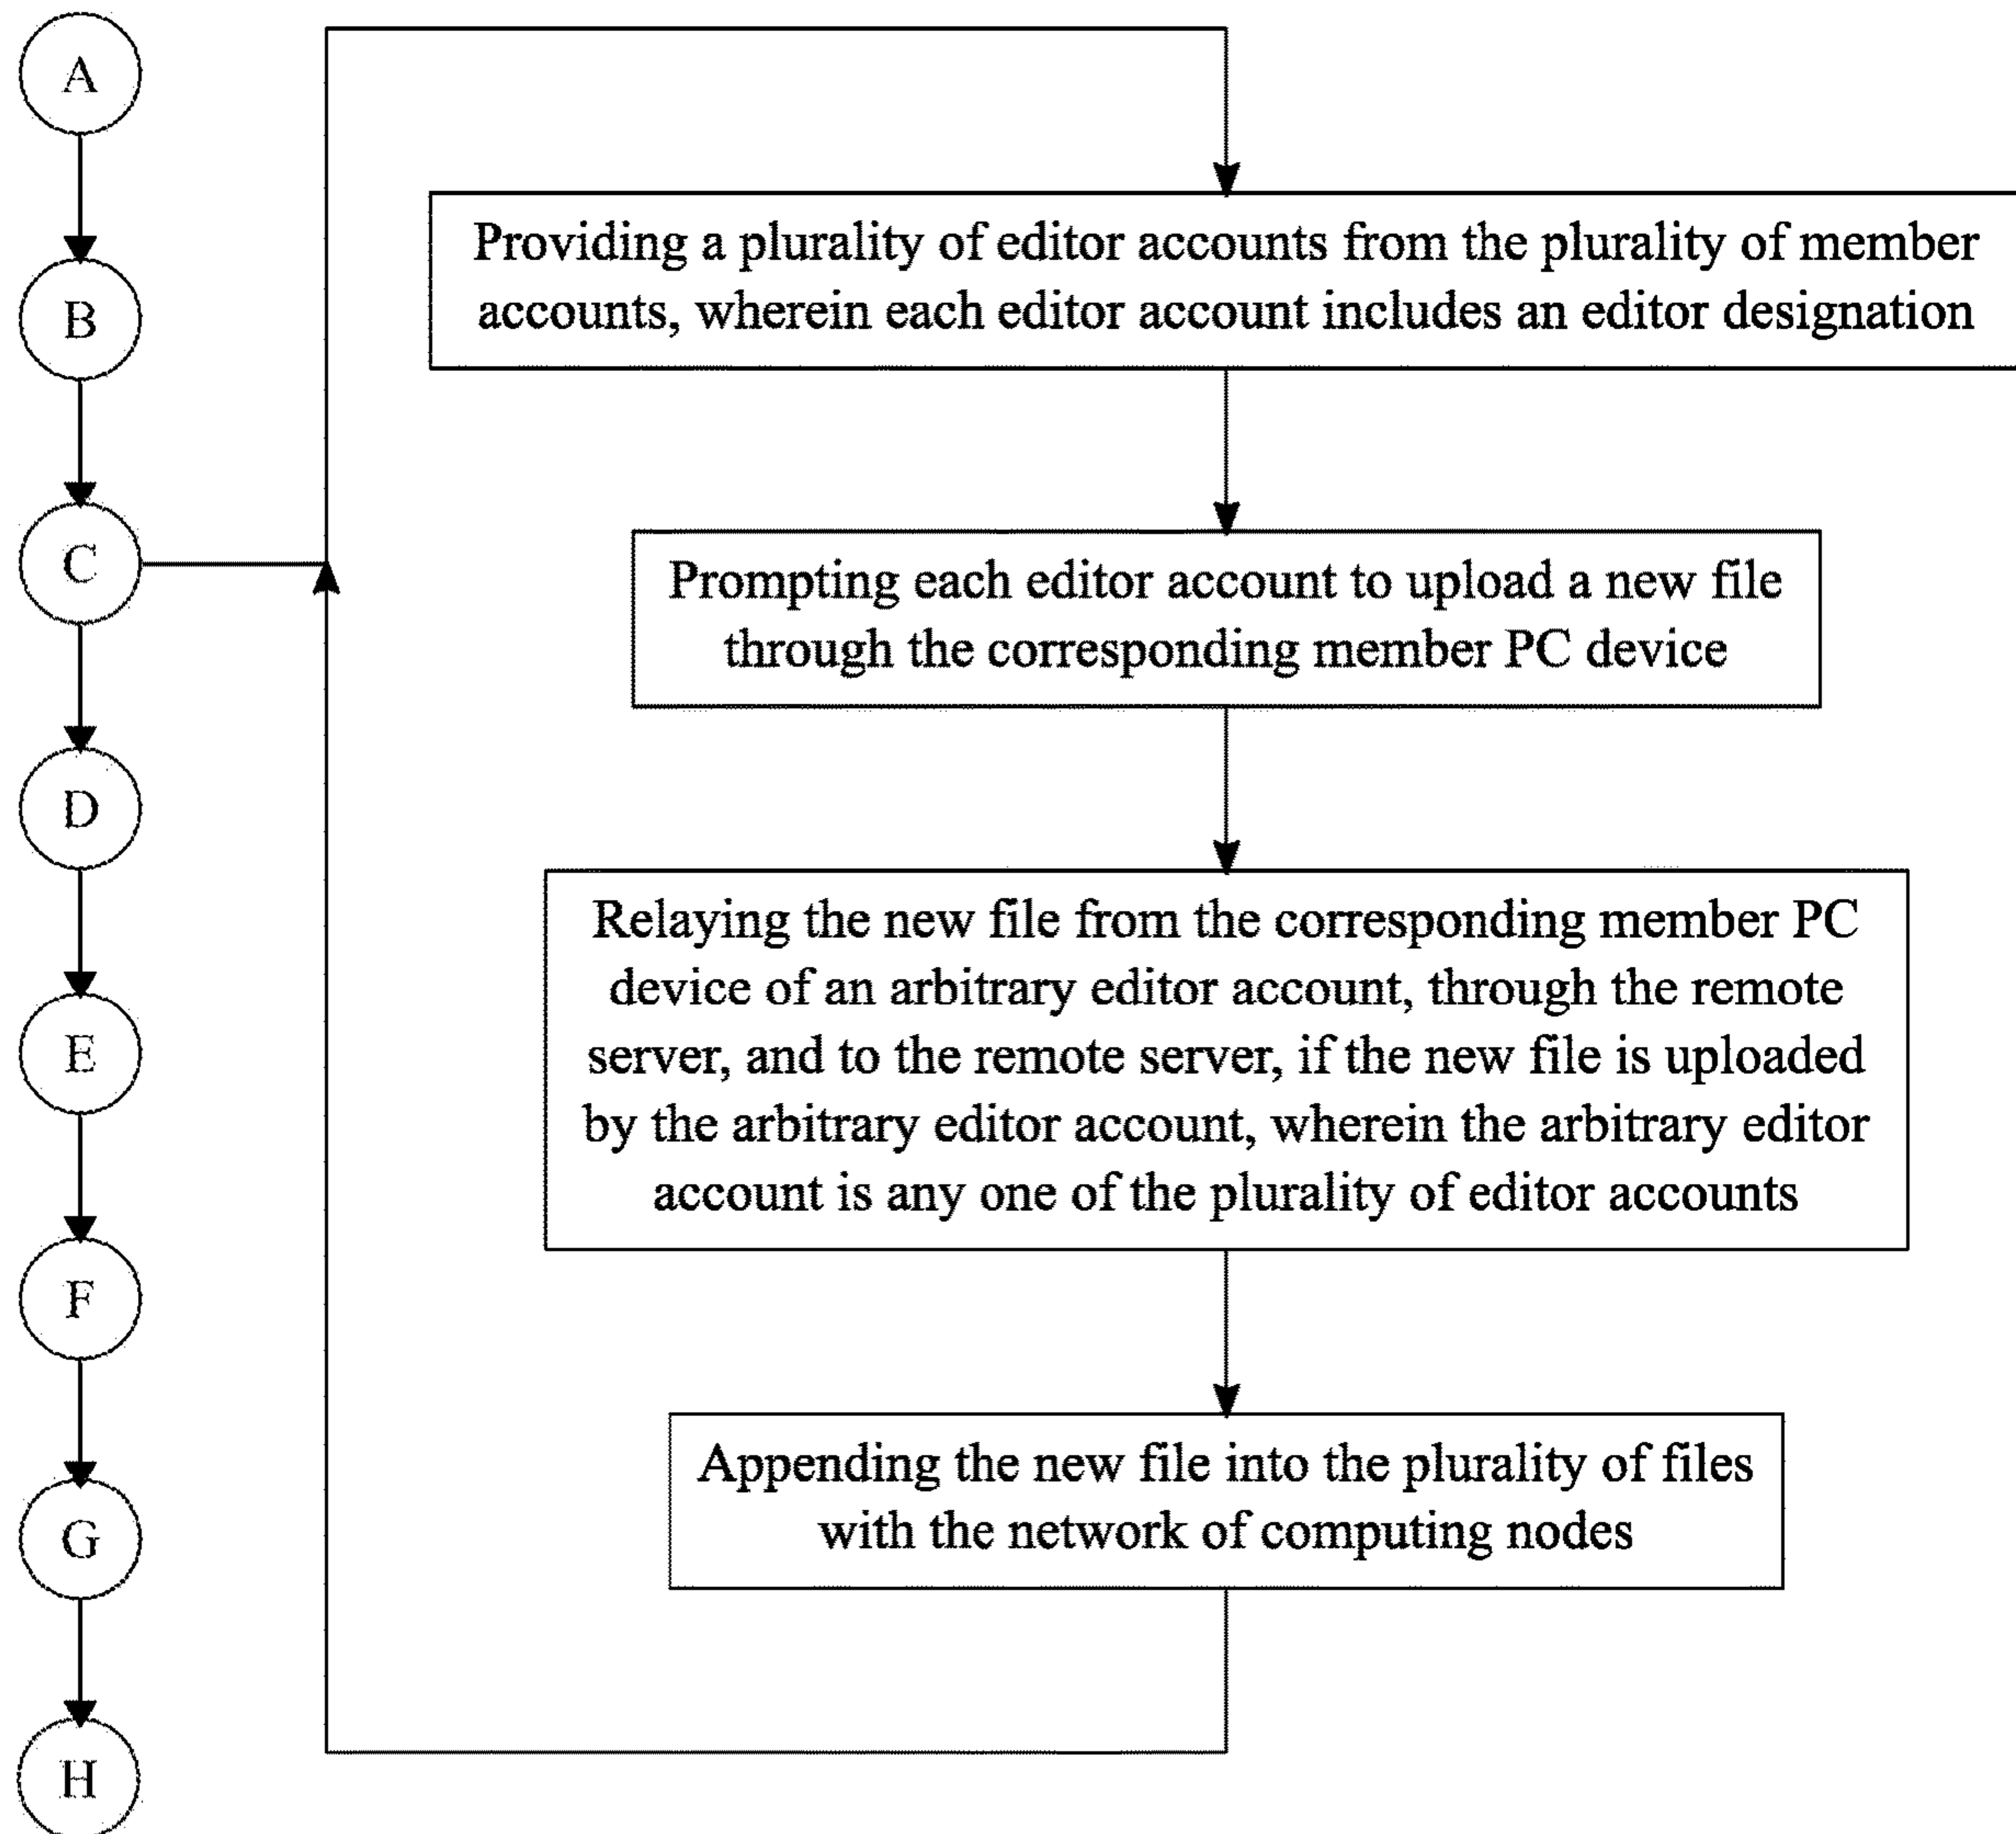 A
B
C
D
E
F
G
H
Providing a plurality of editor accounts from the plurality of member
accounts, wherein each editor account includes an editor designation
Prompting each editor account to upload a new file
through the corresponding member PC device
Relaying the new file from the corresponding member PC
device of an arbitrary editor account, through the remote
server, and to the remote server, if the new file is uploaded
by the arbitrary editor account, wherein the arbitrary editor
account is any one of the plurality of editor accounts
Appending the new file into the plurality of files
with the network of computing nodes